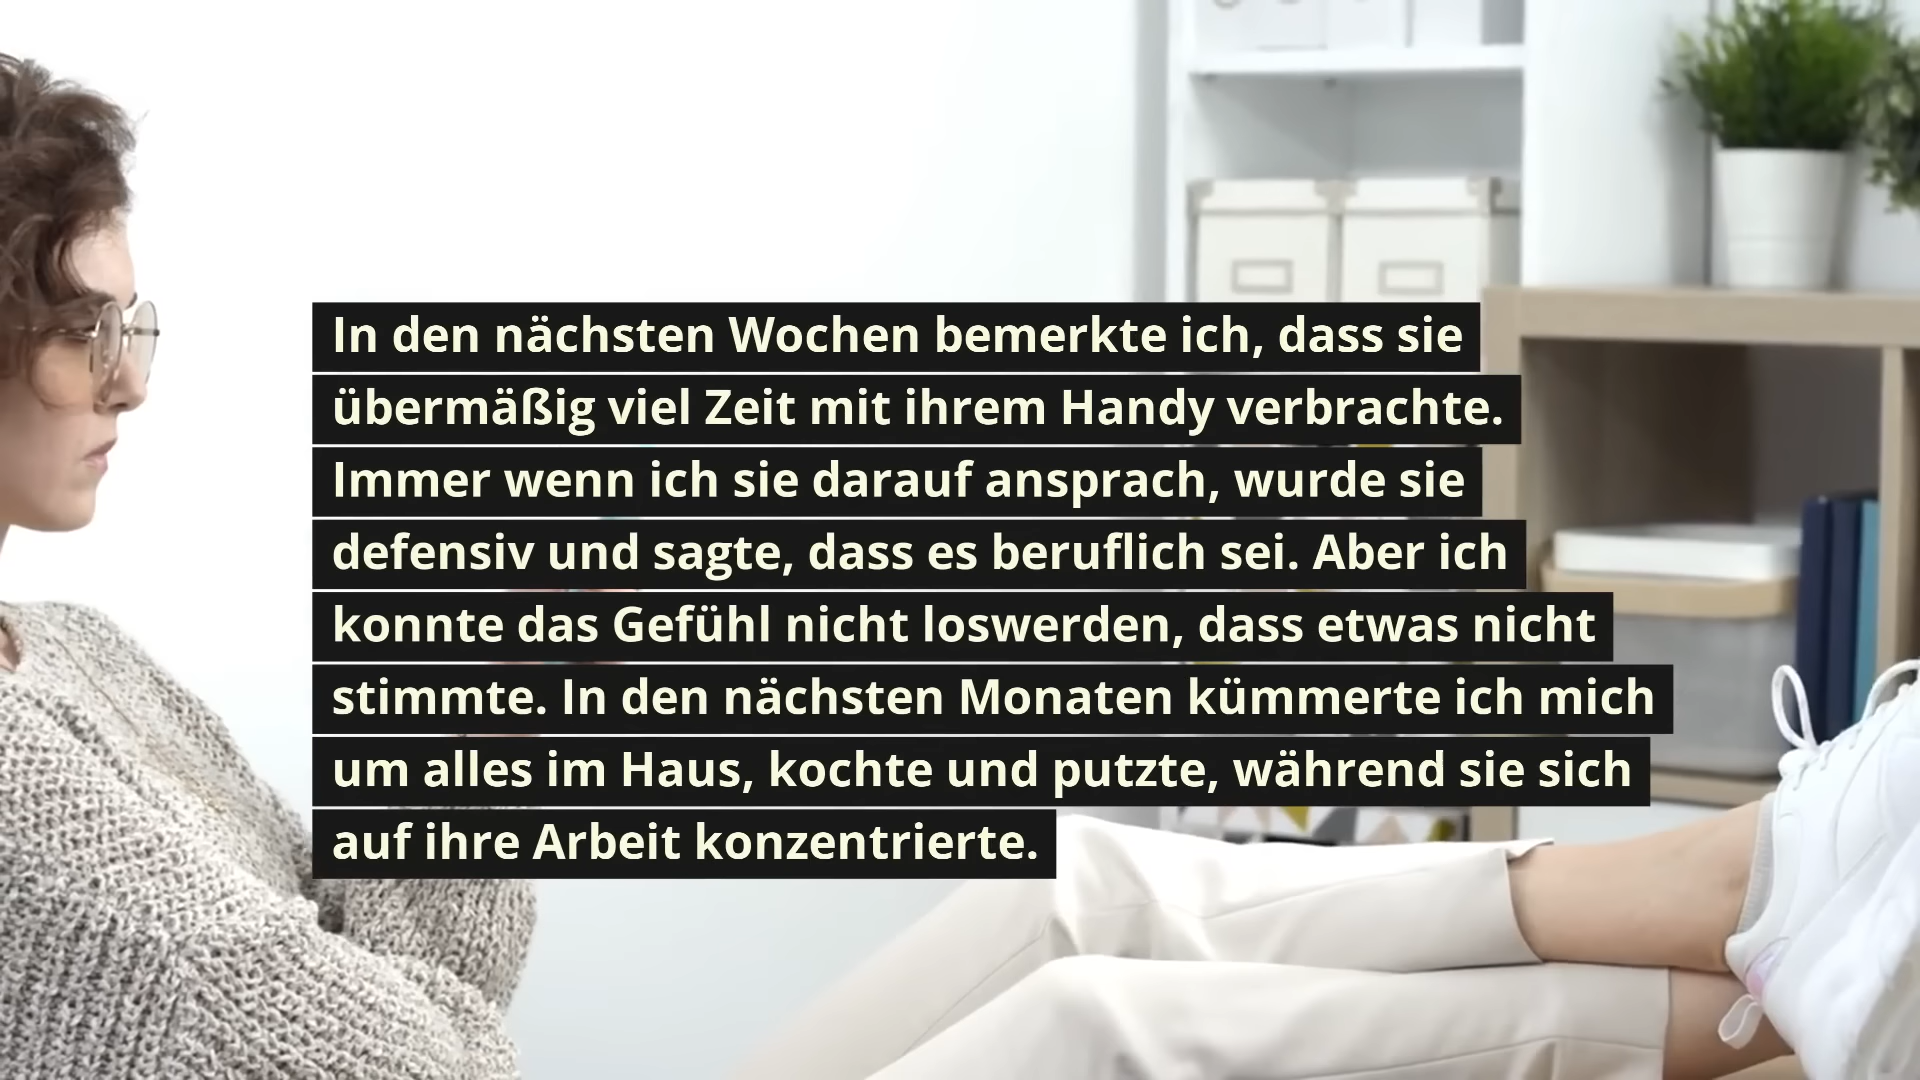 In den nächsten Wochen bemerkte ich, dass sie
übermäßig viel Zeit mit ihrem Handy verbrachte.
Immer wenn ich sie darauf ansprach, wurde sie
defensiv und sagte, dass es beruflich sei. Aber ich
konnte das Gefühl nicht loswerden, dass etwas nicht
stimmte. In den nächsten Monaten kümmerte ich mich
um alles im Haus, kochte und putzte, während sie sich
auf ihre Arbeit konzentrierte.